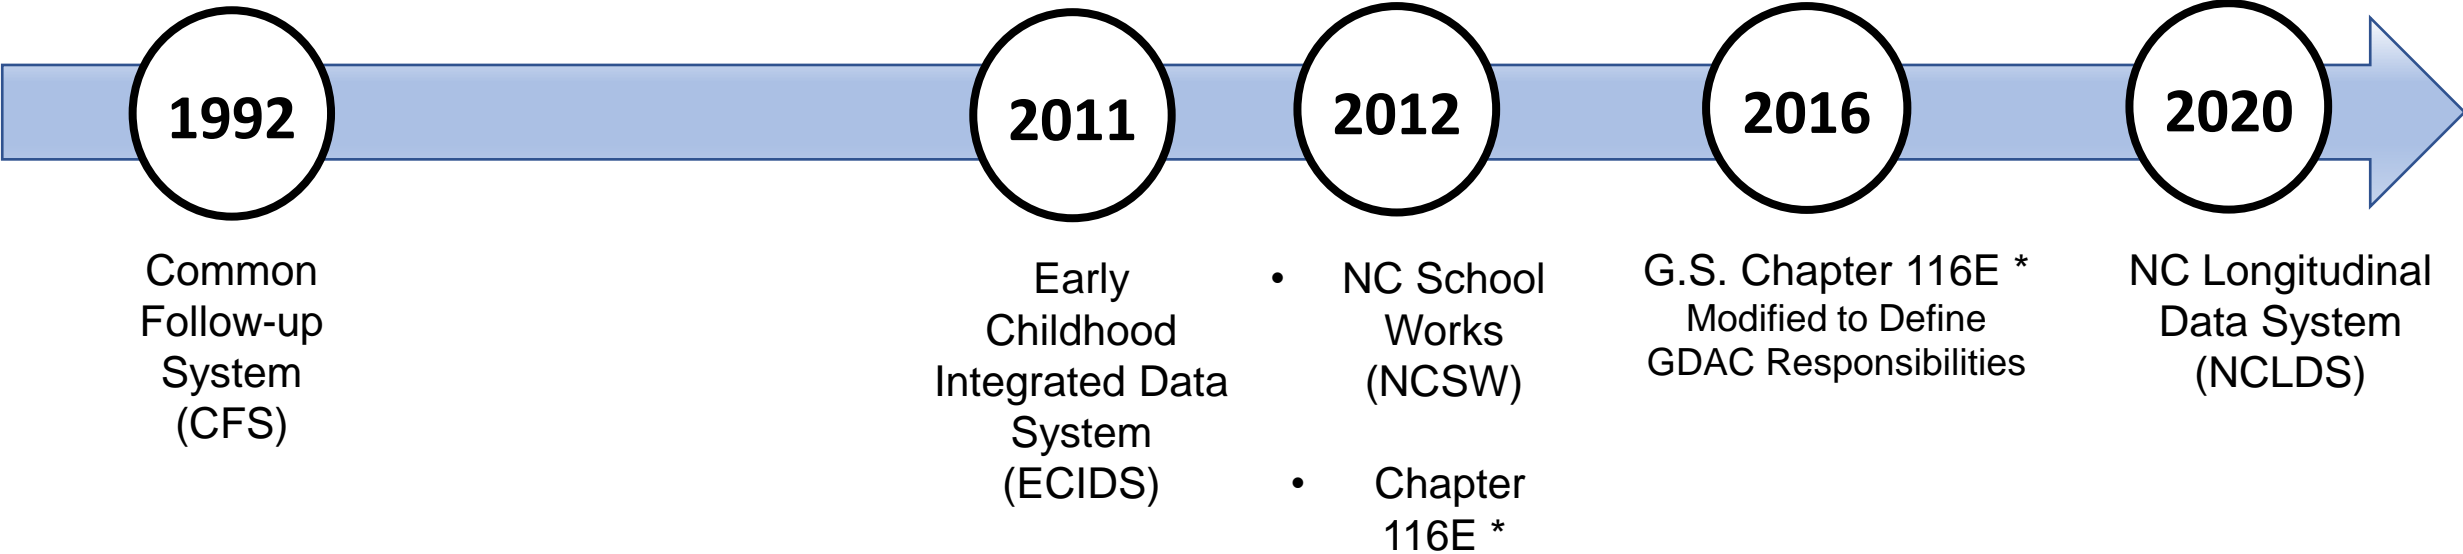 1992
Common
Follow-up
System
(CFS)
2011
Early
Childhood
Integrated Data
System
(ECIDS)
2012
• NC School
Works
(NCSW)
• Chapter
116E *
2016
G.S. Chapter 116E *
Modified to Define
GDAC Responsibilities
2020
NC Longitudinal
Data System
(NCLDS)